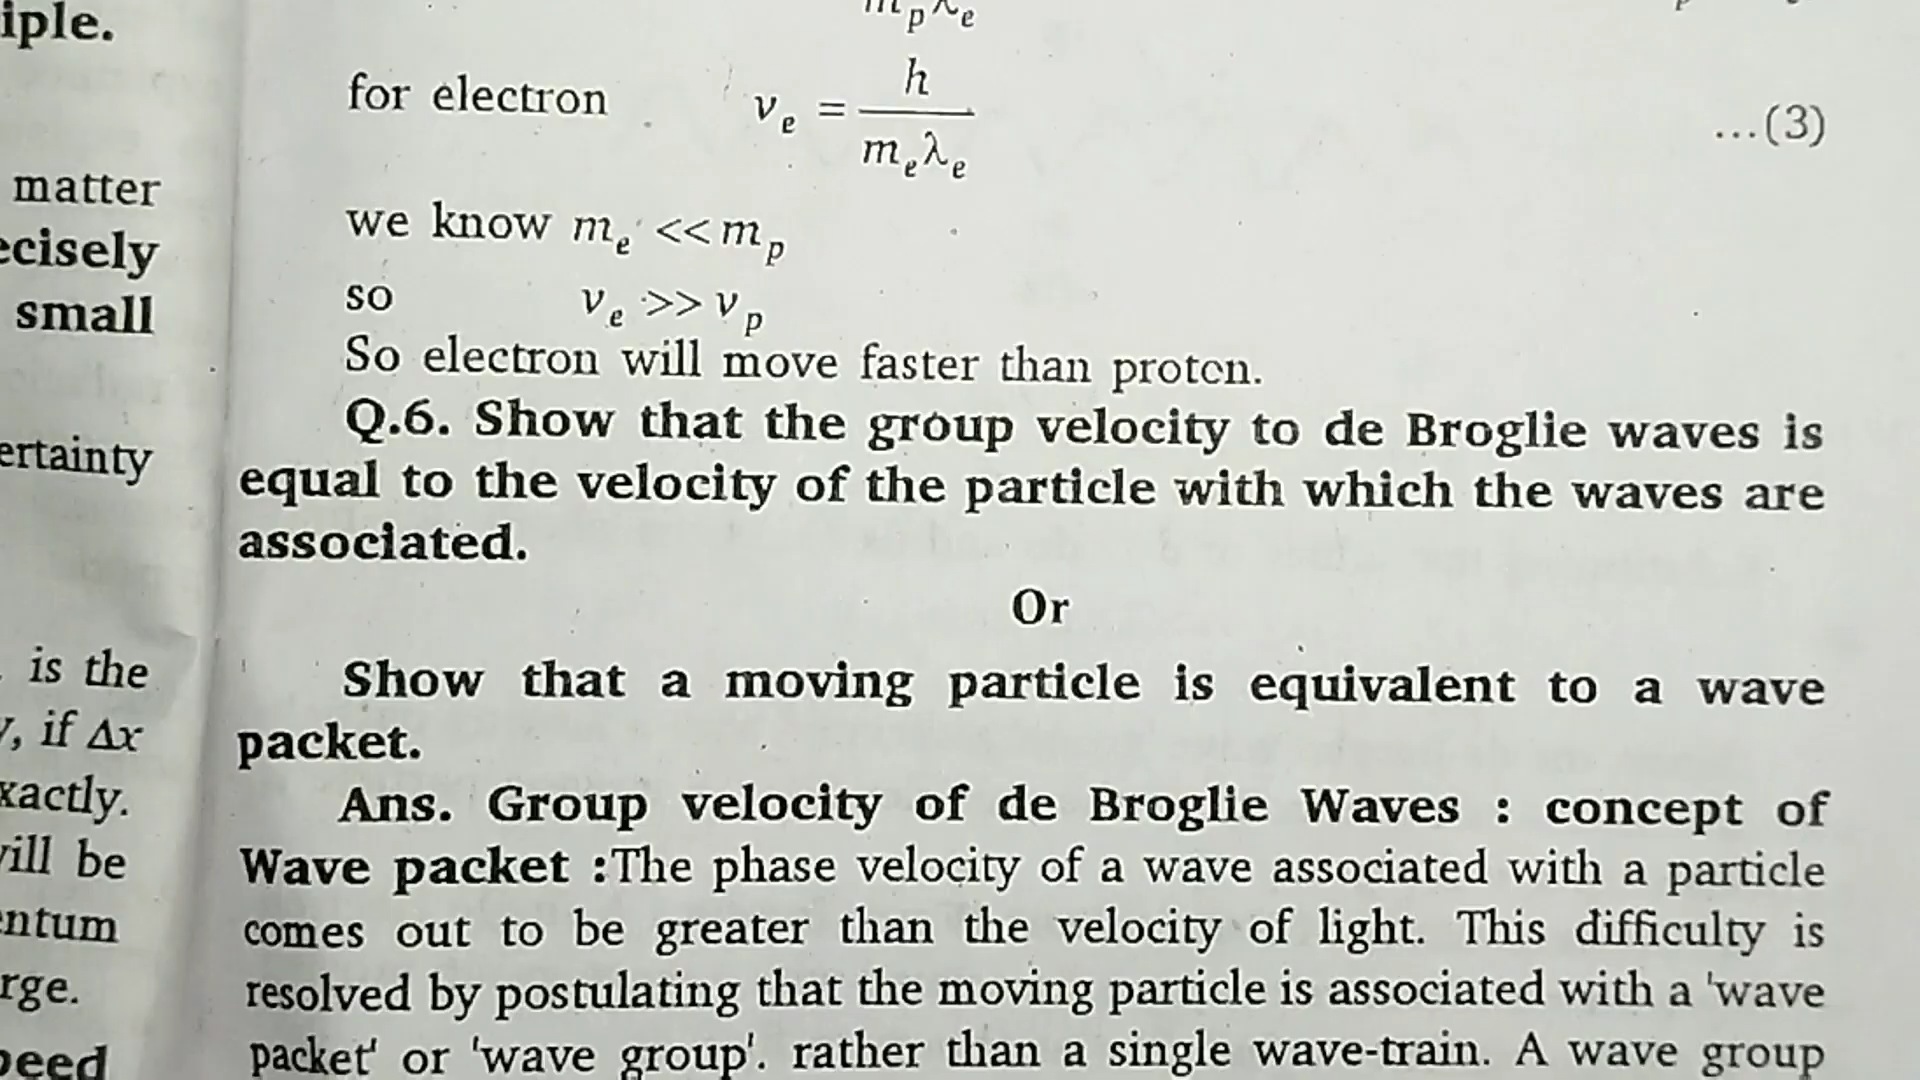 iple.
matter
ecisely
small
ertainty
is the
y, if Δx
xactly.
will be
entum
rge.
peed
m_p λ_e
for electron v_e = h / m_e λ_e ...(3)
we know m_e << m_p
so v_e >> v_p
So electron will move faster than proton.
Q.6. Show that the group velocity to de Broglie waves is
equal to the velocity of the particle with which the waves are
associated.
Or
Show that a moving particle is equivalent to a wave
packet.
Ans. Group velocity of de Broglie Waves : concept of
Wave packet :The phase velocity of a wave associated with a particle
comes out to be greater than the velocity of light. This difficulty is
resolved by postulating that the moving particle is associated with a 'wave
packet' or 'wave group'. rather than a single wave-train. A wave group